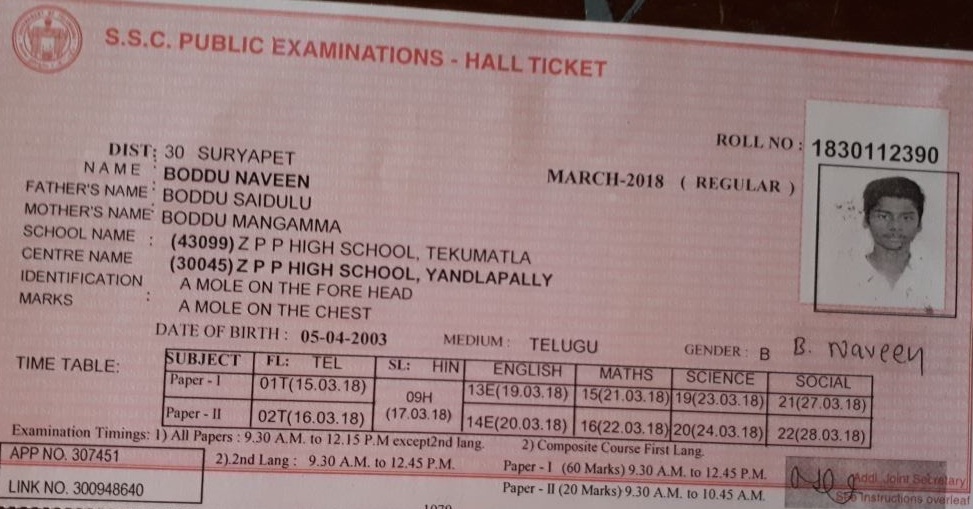 S.S.C. PUBLIC EXAMINATIONS - HALL TICKET
ROLL NO : 1830112390
DIST: 30 SURYAPET
MARCH-2018 ( REGULAR )
NAME : BODDU NAVEEN
FATHER'S NAME : BODDU SAIDULU
MOTHER'S NAME: BODDU MANGAMMA
SCHOOL NAME : (43099) Z P P HIGH SCHOOL, TEKUMATLA
CENTRE NAME (30045) Z P P HIGH SCHOOL, YANDLAPALLY
IDENTIFICATION A MOLE ON THE FORE HEAD
MARKS : A MOLE ON THE CHEST
DATE OF BIRTH : 05-04-2003 MEDIUM : TELUGU GENDER : B B. Naveen
TIME TABLE: SUBJECT FL: TEL SL: HIN ENGLISH MATHS SCIENCE SOCIAL
Paper - I 01T(15.03.18) 09H (17.03.18) 13E(19.03.18) 15(21.03.18) 19(23.03.18) 21(27.03.18)
Paper - II 02T(16.03.18) 14E(20.03.18) 16(22.03.18) 20(24.03.18) 22(28.03.18)
Examination Timings: 1) All Papers : 9.30 A.M. to 12.15 P.M except2nd lang. 2) Composite Course First Lang.
APP NO. 307451 2).2nd Lang : 9.30 A.M. to 12.45 P.M. Paper - I (60 Marks) 9.30 A.M. to 12.45 P.M.
Addl. Joint Secretary
LINK NO. 300948640 Paper - II (20 Marks) 9.30 A.M. to 10.45 A.M.
Instructions overleaf